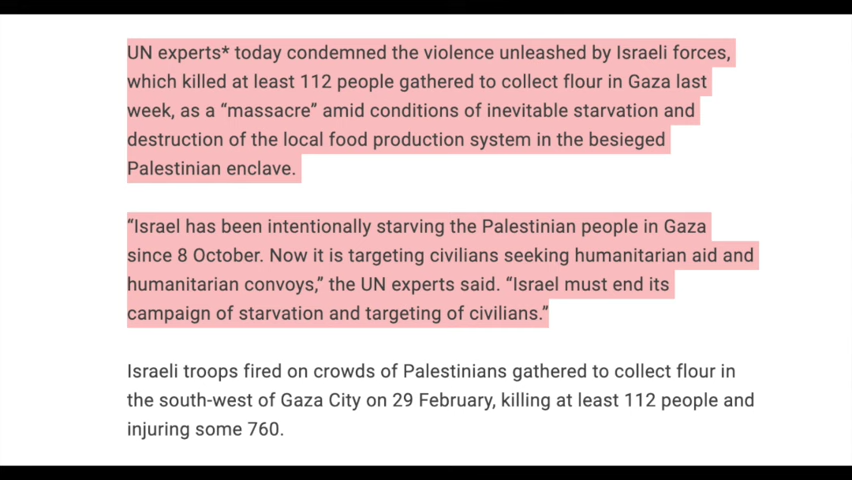 UN experts* today condemned the violence unleashed by Israeli forces,
which killed at least 112 people gathered to collect flour in Gaza last
week, as a “massacre” amid conditions of inevitable starvation and
destruction of the local food production system in the besieged
Palestinian enclave.
“Israel has been intentionally starving the Palestinian people in Gaza
since 8 October. Now it is targeting civilians seeking humanitarian aid and
humanitarian convoys,” the UN experts said. “Israel must end its
campaign of starvation and targeting of civilians.”
Israeli troops fired on crowds of Palestinians gathered to collect flour in
the south-west of Gaza City on 29 February, killing at least 112 people and
injuring some 760.